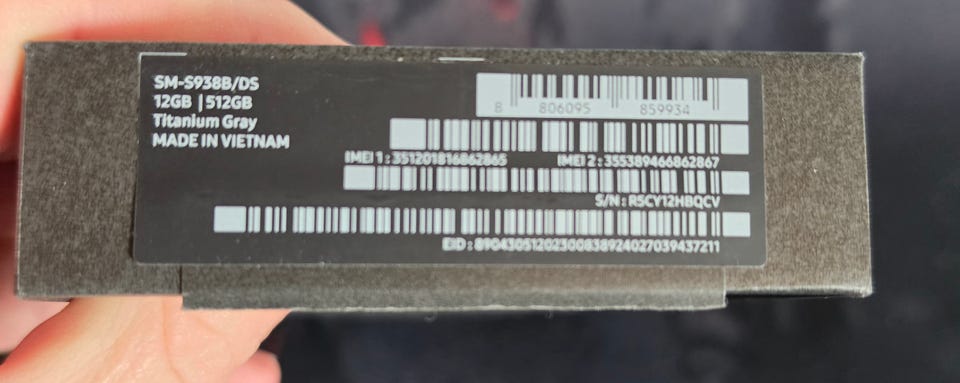 SM-S938B/DS
12GB | 512GB
Titanium Gray
MADE IN VIETNAM
8 806095 859934
IMEI 1 : 351201816862865 IMEI 2 : 355389466862867
S/N : R5CY12HBQCV
EID : 89043051202300838924027039437211